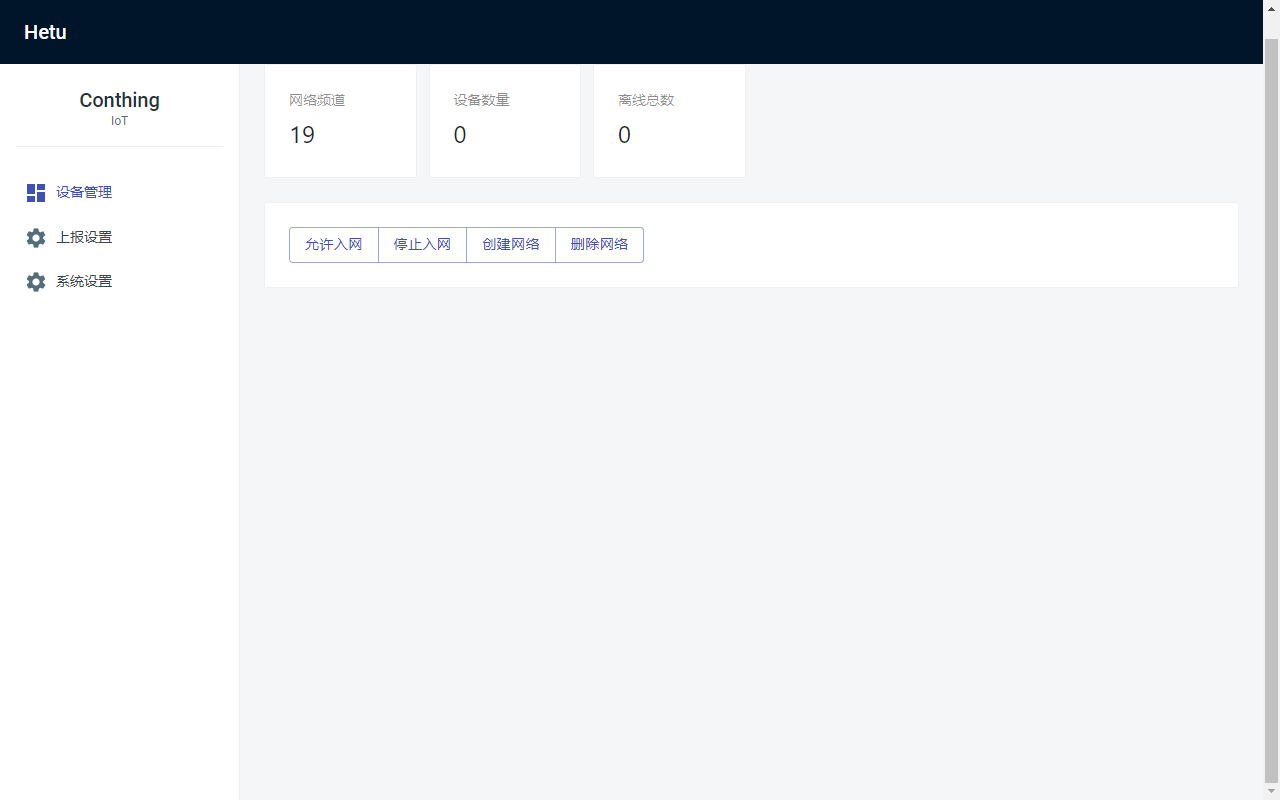 Hetu
Conthing
IoT
设备管理
上报设置
系统设置
网络频道
19
设备数量
0
离线总数
0
允许入网 停止入网 创建网络 删除网络